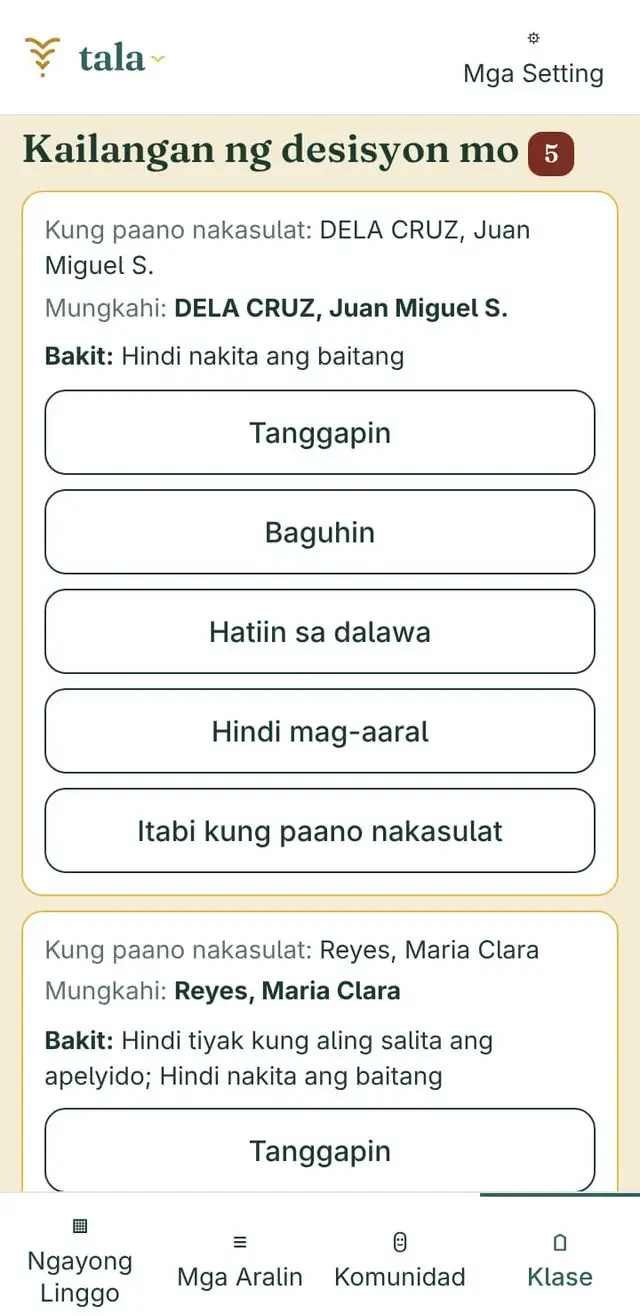 tala
Mga Setting
Kailangan ng desisyon mo 5
Kung paano nakasulat: DELA CRUZ, Juan
Miguel S.
Mungkahi: DELA CRUZ, Juan Miguel S.
Bakit: Hindi nakita ang baitang
Tanggapin
Baguhin
Hatiin sa dalawa
Hindi mag-aaral
Itabi kung paano nakasulat
Kung paano nakasulat: Reyes, Maria Clara
Mungkahi: Reyes, Maria Clara
Bakit: Hindi tiyak kung aling salita ang
apelyido; Hindi nakita ang baitang
Tanggapin
Ngayong
Linggo
Mga Aralin
Komunidad
Klase